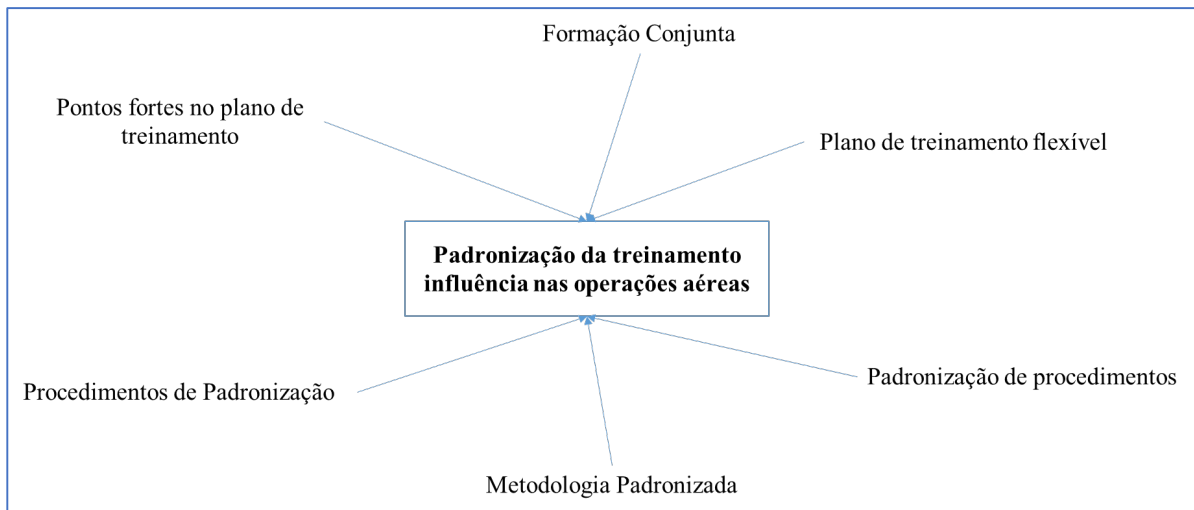 Formação Conjunta
Pontos fortes no plano de
treinamento
Plano de treinamento flexível
Padronização da treinamento
influência nas operações aéreas
Procedimentos de Padronização
Padronização de procedimentos
Metodologia Padronizada